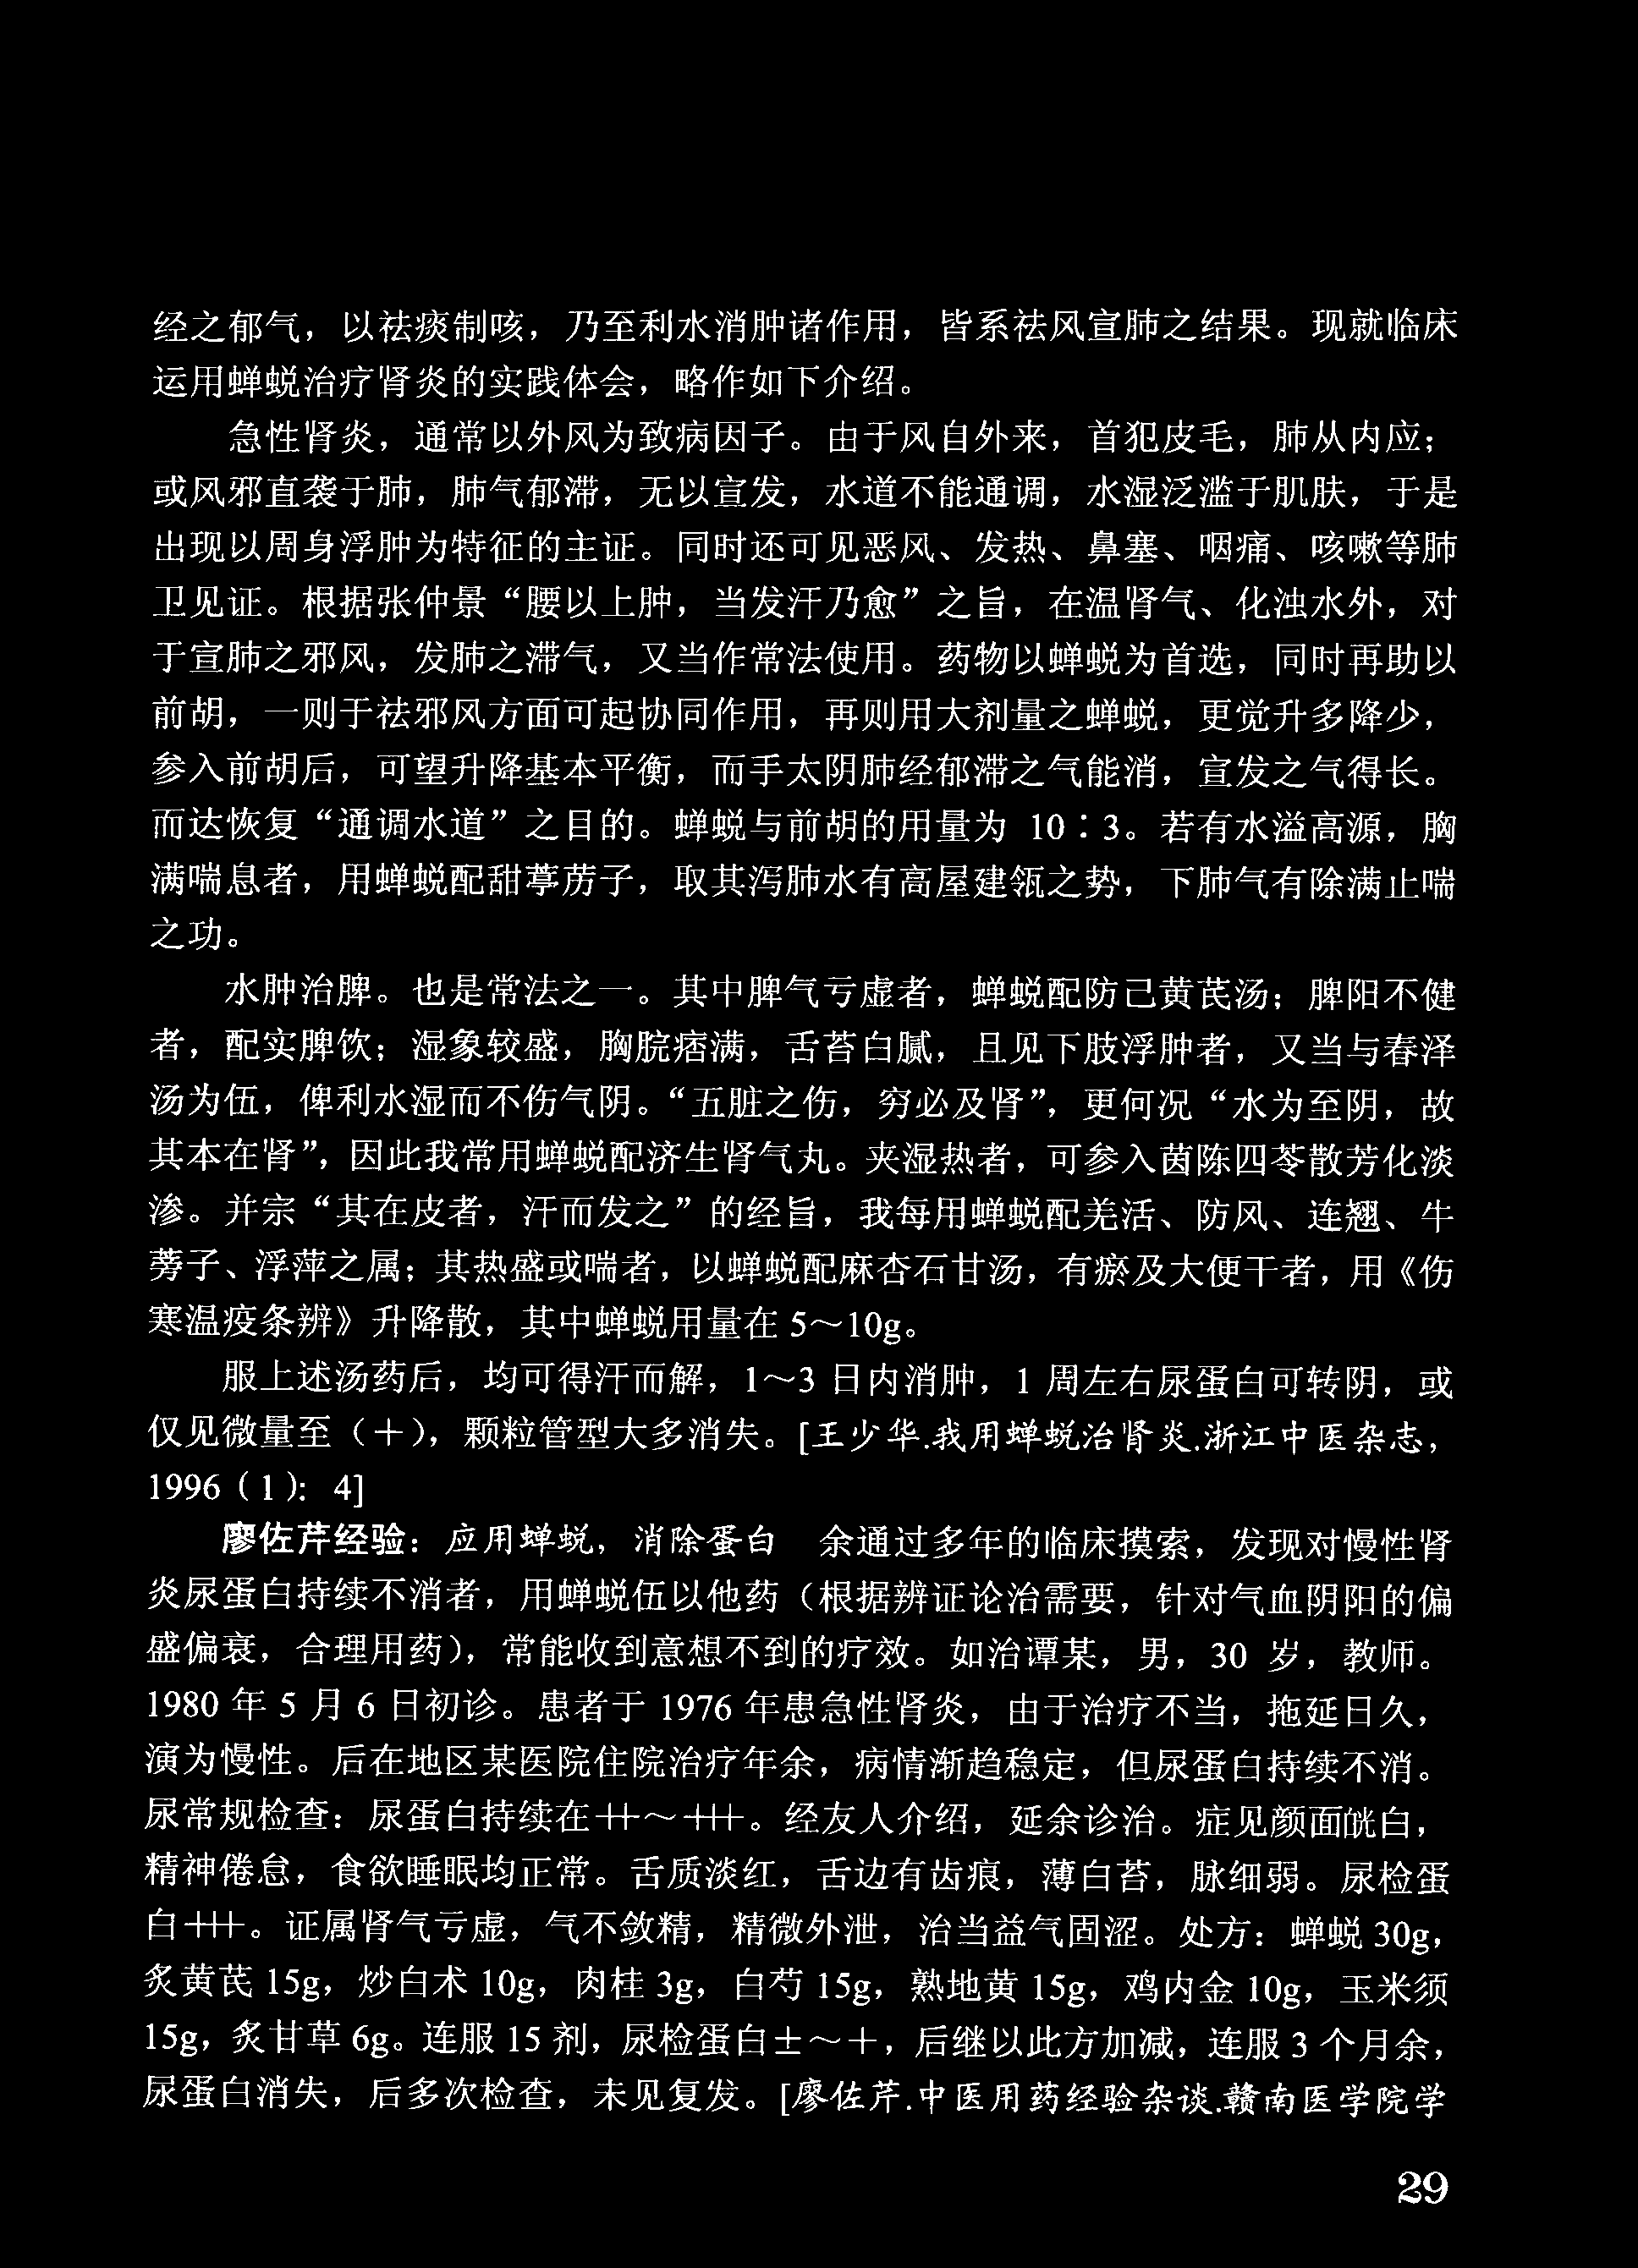 经之郁气，以祛痰制咳，乃至利水消肿诸作用，皆系祛风宣肺之结果。现就临床
运用蝉蜕治疗肾炎的实践体会，略作如下介绍。
急性肾炎，通常以外风为致病因子。由于风自外来，首犯皮毛，肺从内应；
或风邪直袭于肺，肺气郁滞，无以宣发，水道不能通调，水湿泛滥于肌肤，于是
出现以周身浮肿为特征的主证。同时还可见恶风、发热、鼻塞、咽痛、咳嗽等肺
卫见证。根据张仲景“腰以上肿，当发汗乃愈”之旨，在温肾气、化浊水外，对
于宣肺之邪风，发肺之滞气，又当作常法使用。药物以蝉蜕为首选，同时再助以
前胡，一则于祛邪风方面可起协同作用，再则用大剂量之蝉蜕，更觉升多降少，
参入前胡后，可望升降基本平衡，而手太阴肺经郁滞之气能消，宣发之气得长。
而达恢复“通调水道”之目的。蝉蜕与前胡的用量为 10∶3。若有水溢高源，胸
满喘息者，用蝉蜕配甜葶苈子，取其泻肺水有高屋建瓴之势，下肺气有除满止喘
之功。
水肿治脾。也是常法之一。其中脾气亏虚者，蝉蜕配防己黄芪汤；脾阳不健
者，配实脾饮；湿象较盛，胸脘痞满，舌苔白腻，且见下肢浮肿者，又当与春泽
汤为伍，俾利水湿而不伤气阴。“五脏之伤，穷必及肾”，更何况“水为至阴，故
其本在肾”，因此我常用蝉蜕配济生肾气丸。夹湿热者，可参入茵陈四苓散芳化淡
渗。并宗“其在皮者，汗而发之”的经旨，我每用蝉蜕配羌活、防风、连翘、牛
蒡子、浮萍之属；其热盛或喘者，以蝉蜕配麻杏石甘汤，有瘀及大便干者，用《伤
寒温疫条辨》升降散，其中蝉蜕用量在 5～10g。
服上述汤药后，均可得汗而解，1～3 日内消肿，1 周左右尿蛋白可转阴，或
仅见微量至（＋），颗粒管型大多消失。[王少华.我用蝉蜕治肾炎.浙江中医杂志，
1996（1）：4]
廖佐芹经验：应用蝉蜕，消除蛋白　余通过多年的临床摸索，发现对慢性肾
炎尿蛋白持续不消者，用蝉蜕伍以他药（根据辨证论治需要，针对气血阴阳的偏
盛偏衰，合理用药），常能收到意想不到的疗效。如治谭某，男，30 岁，教师。
1980 年 5 月 6 日初诊。患者于 1976 年患急性肾炎，由于治疗不当，拖延日久，
演为慢性。后在地区某医院住院治疗年余，病情渐趋稳定，但尿蛋白持续不消。
尿常规检查：尿蛋白持续在⧺～⧻。经友人介绍，延余诊治。症见颜面㿠白，
精神倦怠，食欲睡眠均正常。舌质淡红，舌边有齿痕，薄白苔，脉细弱。尿检蛋
白⧻。证属肾气亏虚，气不敛精，精微外泄，治当益气固涩。处方：蝉蜕 30g，
炙黄芪 15g，炒白术 10g，肉桂 3g，白芍 15g，熟地黄 15g，鸡内金 10g，玉米须
15g，炙甘草 6g。连服 15 剂，尿检蛋白±～＋，后继以此方加减，连服 3 个月余，
尿蛋白消失，后多次检查，未见复发。[廖佐芹.中医用药经验杂谈.赣南医学院学
29